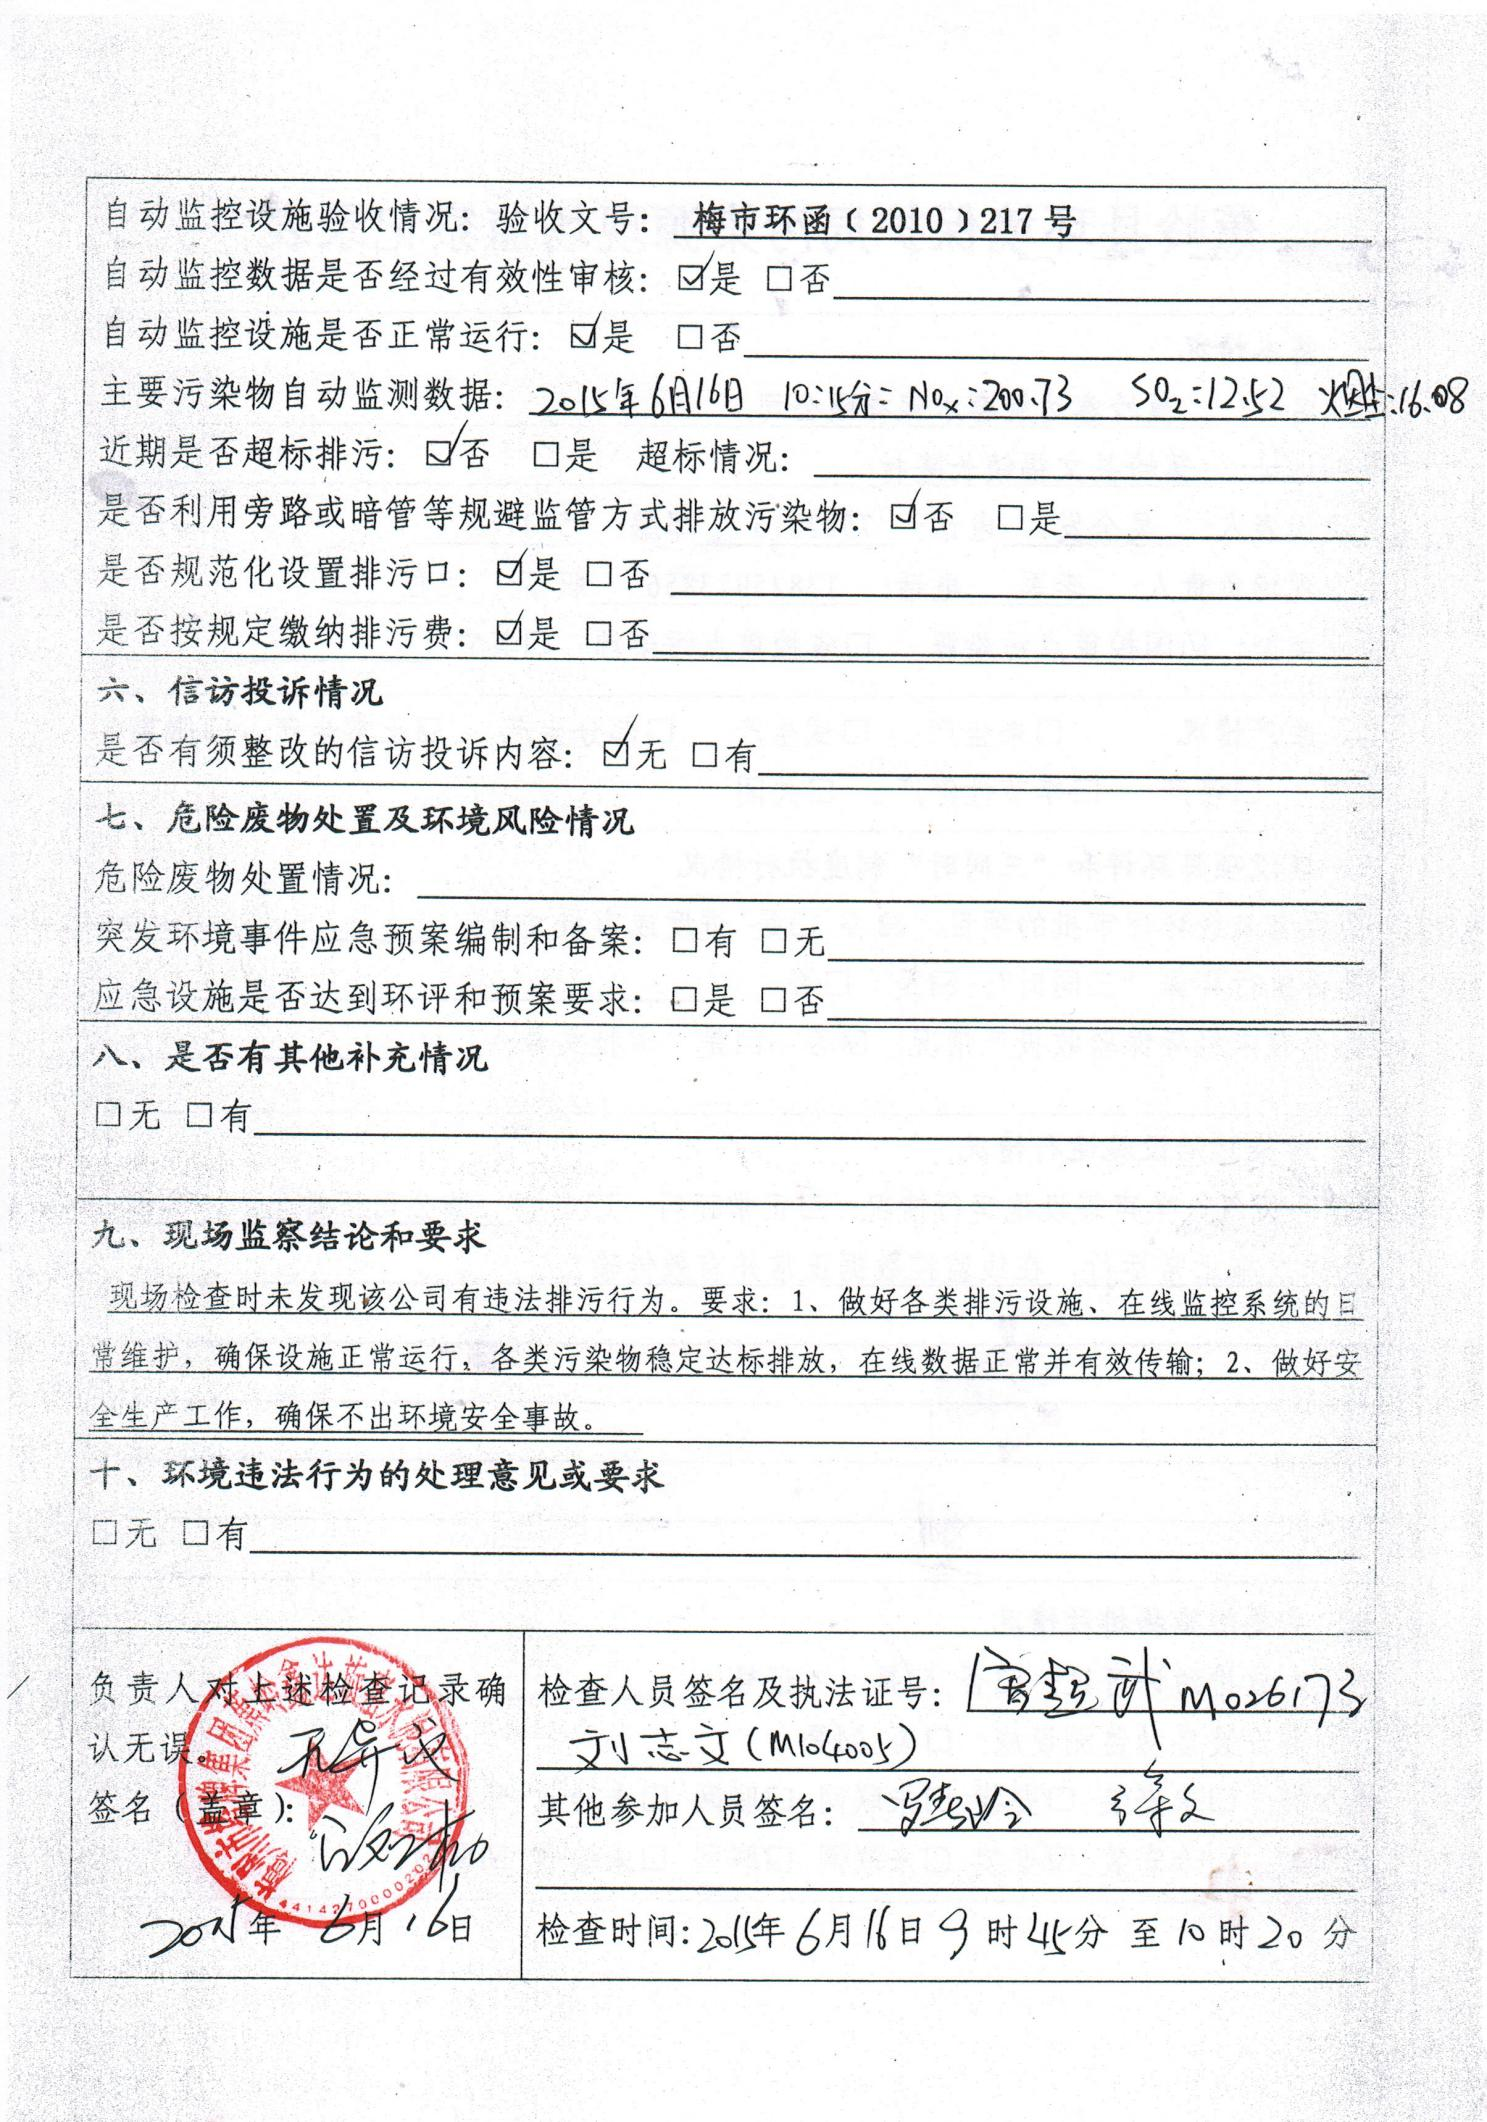 自动监控设施验收情况：验收文号： 梅市环函（2010）217号
自动监控数据是否经过有效性审核：☑是 □否
自动监控设施是否正常运行：☑是 □否
主要污染物自动监测数据：2015年6月16日 10:15分: NOx:200.73 SO2:12.52 烟尘:16.08
近期是否超标排污：☑否 □是 超标情况：
是否利用旁路或暗管等规避监管方式排放污染物：☑否 □是
是否规范化设置排污口：☑是 □否
是否按规定缴纳排污费：☑是 □否
六、信访投诉情况
是否有须整改的信访投诉内容：☑无 □有
七、危险废物处置及环境风险情况
危险废物处置情况：
突发环境事件应急预案编制和备案：□有 □无
应急设施是否达到环评和预案要求：□是 □否
八、是否有其他补充情况
□无 □有
九、现场监察结论和要求
现场检查时未发现该公司有违法排污行为。要求：1、做好各类排污设施、在线监控系统的日
常维护，确保设施正常运行，各类污染物稳定达标排放，在线数据正常并有效传输；2、做好安
全生产工作，确保不出环境安全事故。
十、环境违法行为的处理意见或要求
□无 □有
负责人对上述检查记录确
认无误。 无异议
签名（盖章）：
2015年 6月 16日
检查人员签名及执法证号： M026173
刘志文（M104005）
其他参加人员签名：
检查时间：2015年6月16日9时45分 至10时20分